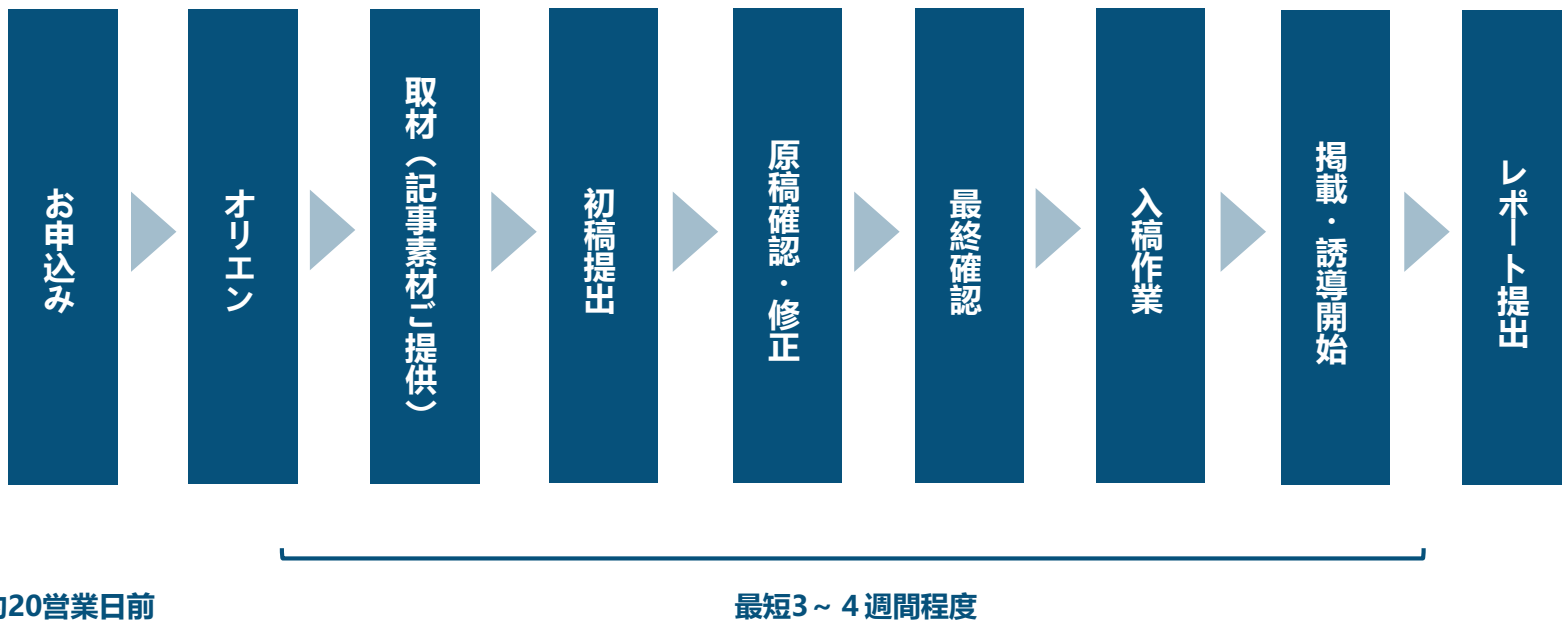 お申込み
オリエン
取材（記事素材ご提供）
初稿提出
原稿確認・修正
最終確認
入稿作業
掲載・誘導開始
レポート提出
20営業日前
最短3~４週間程度